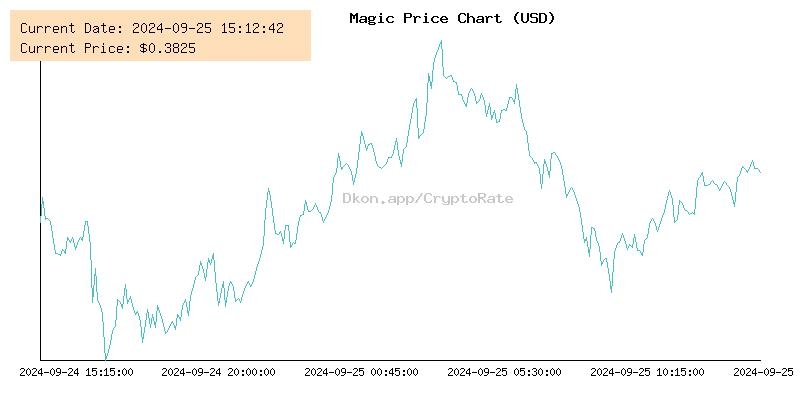 Magic Price Chart (USD)
Current Date: 2024-09-25 15:12:42
Current Price: $0.3825
Dkon.app/CryptoRate
2024-09-24 15:15:00 2024-09-24 20:00:00 2024-09-25 00:45:00 2024-09-25 05:30:00 2024-09-25 10:15:00 2024-09-25